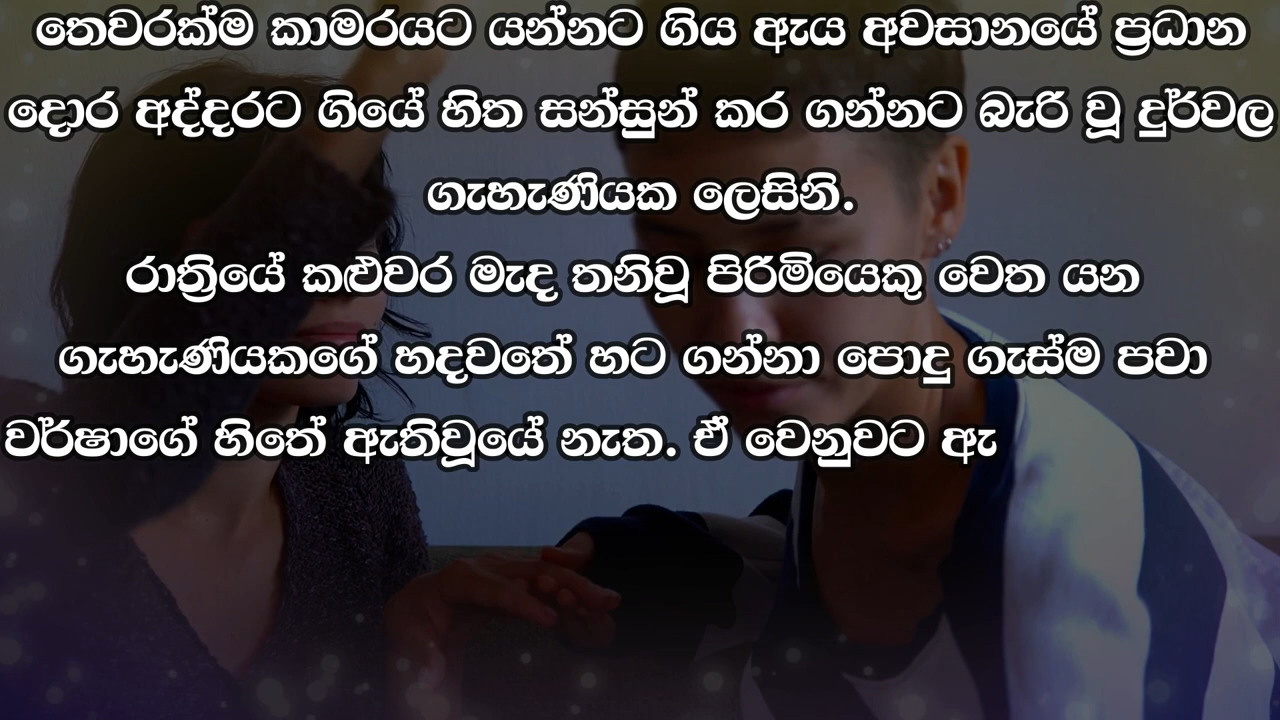 තෙවරක්ම කාමරයට යන්නට ගිය ඇය අවසානයේ ප්‍රධාන
දොර අද්දරට ගියේ හිත සන්සුන් කර ගන්නට බැරි වූ දුර්වල
ගැහැණියක ලෙසිනි.
රාත්‍රියේ කළුවර මැද තනිවූ පිරිමියෙකු වෙත යන
ගැහැණියකගේ හදවතේ හට ගන්නා පොදු ගැස්ම පවා
වර්ෂාගේ හිතේ ඇතිවූයේ නැත. ඒ වෙනුවට ඇ